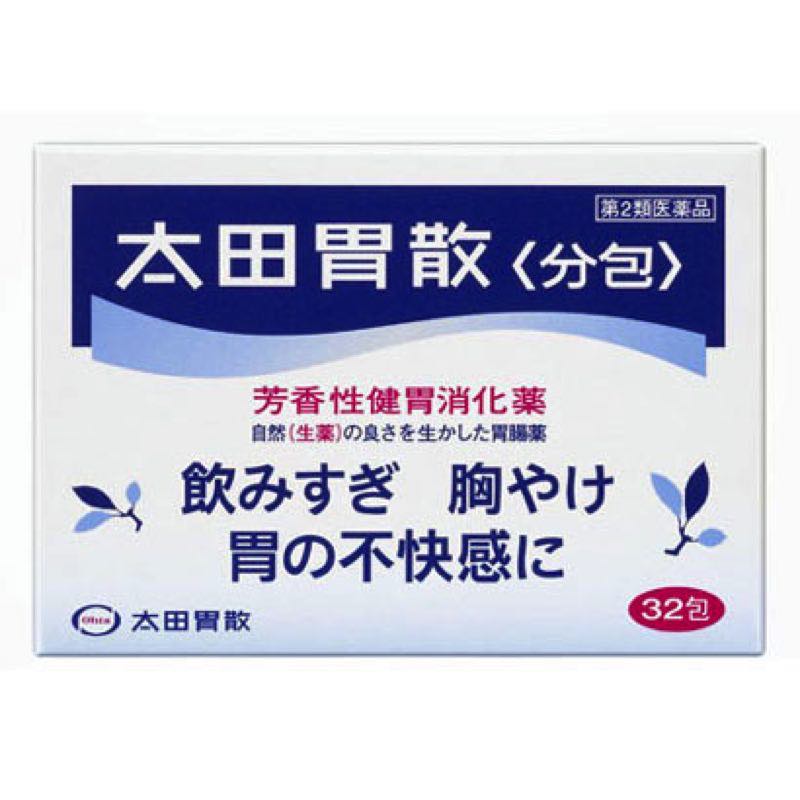 第2類医薬品
太田胃散〈分包〉
芳香性健胃消化薬
自然(生薬)の良さを生かした胃腸薬
飲みすぎ 胸やけ
胃の不快感に
32包
Ohta 太田胃散